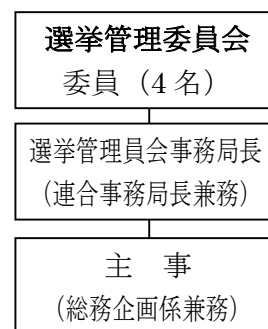 選挙管理委員会
委員（4 名）
選挙管理員会事務局長
（連合事務局長兼務）
主　事
（総務企画係兼務）